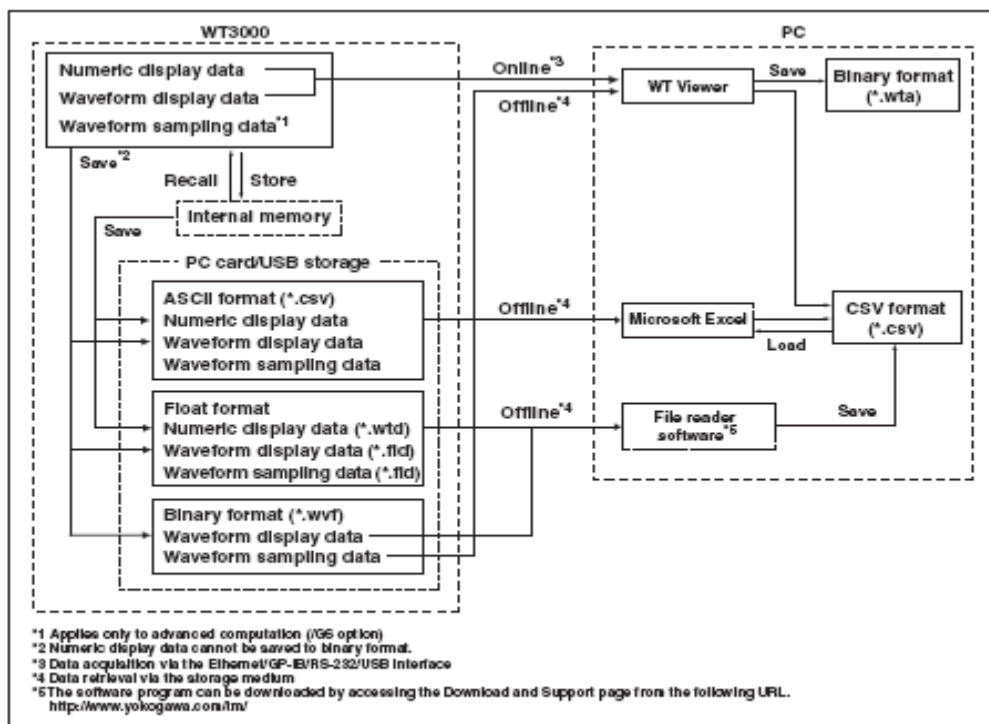 WT3000
PC
Numeric display data
Waveform display data
Waveform sampling data*1
Online*3
Offline*4
WT Viewer
Save
Binary format
(*.wta)
Save*2
Recall
Store
Internal memory
Save
PC card/USB storage
ASCII format (*.csv)
Numeric display data
Waveform display data
Waveform sampling data
Offline*4
Microsoft Excel
Load
CSV format
(*.csv)
Float format
Numeric display data (*.wtd)
Waveform display data (*.fld)
Waveform sampling data (*.fld)
Offline*4
File reader
software*5
Save
Binary format (*.wvf)
Waveform display data
Waveform sampling data
*1 Applies only to advanced computation (/G6 option)
*2 Numeric display data cannot be saved to binary format.
*3 Data acquisition via the Ethernet/GP-IB/RS-232/USB interface
*4 Data retrieval via the storage medium
*5 The software program can be downloaded by accessing the Download and Support page from the following URL.
http://www.yokogawa.com/tm/